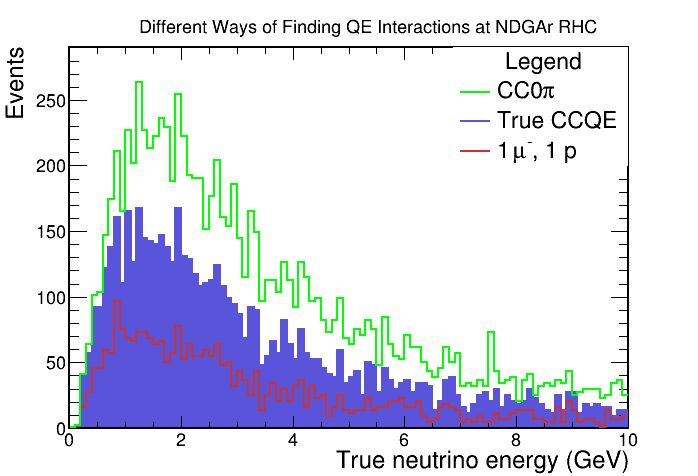 Different Ways of Finding QE Interactions at NDGAr RHC
Events
Legend
CC0π
True CCQE
1 μ⁻, 1 p
250
200
150
100
50
0
0 2 4 6 8 10
True neutrino energy (GeV)